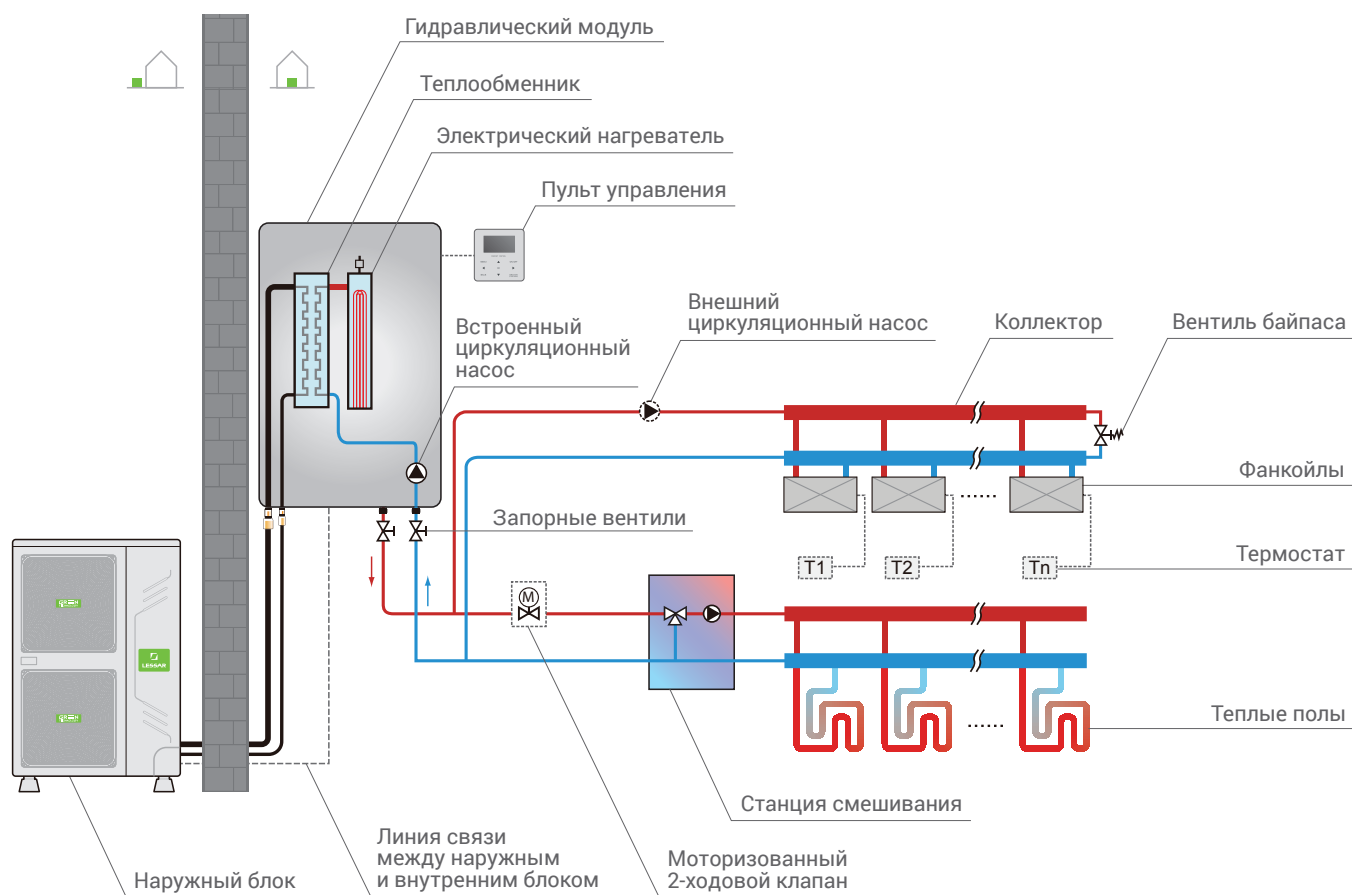 Гидравлический модуль
Теплообменник
Электрический нагреватель
Пульт управления
Встроенный
циркуляционный
насос
Внешний
циркуляционный насос
Коллектор
Вентиль байпаса
Фанкойлы
Запорные вентили
Термостат
T1
T2
Tn
M
LESSAR
Теплые полы
Станция смешивания
Наружный блок
Линия связи
между наружным
и внутренним блоком
Моторизованный
2-ходовой клапан